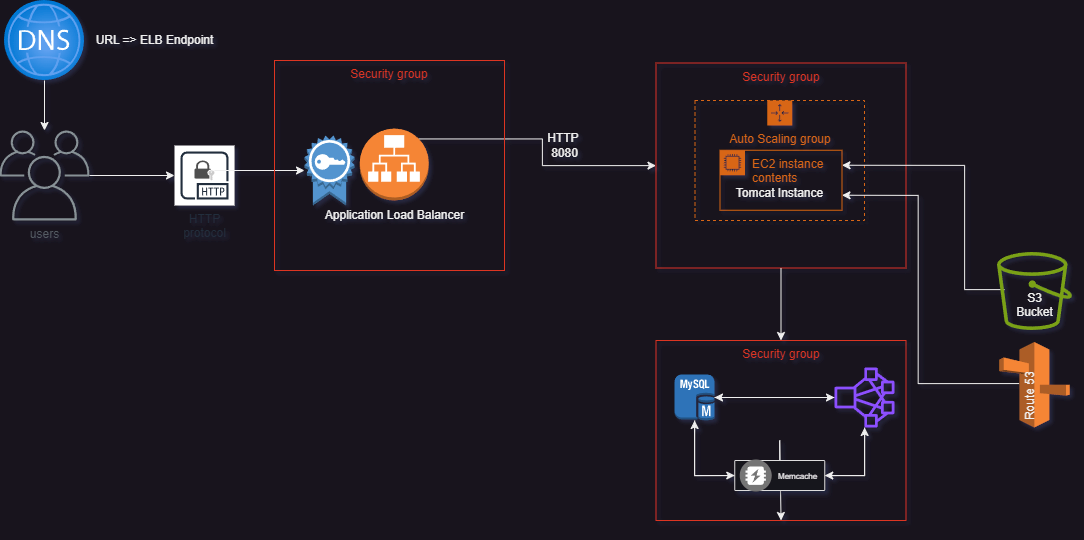 DNS
URL => ELB Endpoint
users
HTTP
HTTP
protocol
Security group
Application Load Balancer
HTTP
8080
Security group
Auto Scaling group
EC2 instance
contents
Tomcat Instance
S3
Bucket
Route 53
Security group
MySQL
M
Memcache